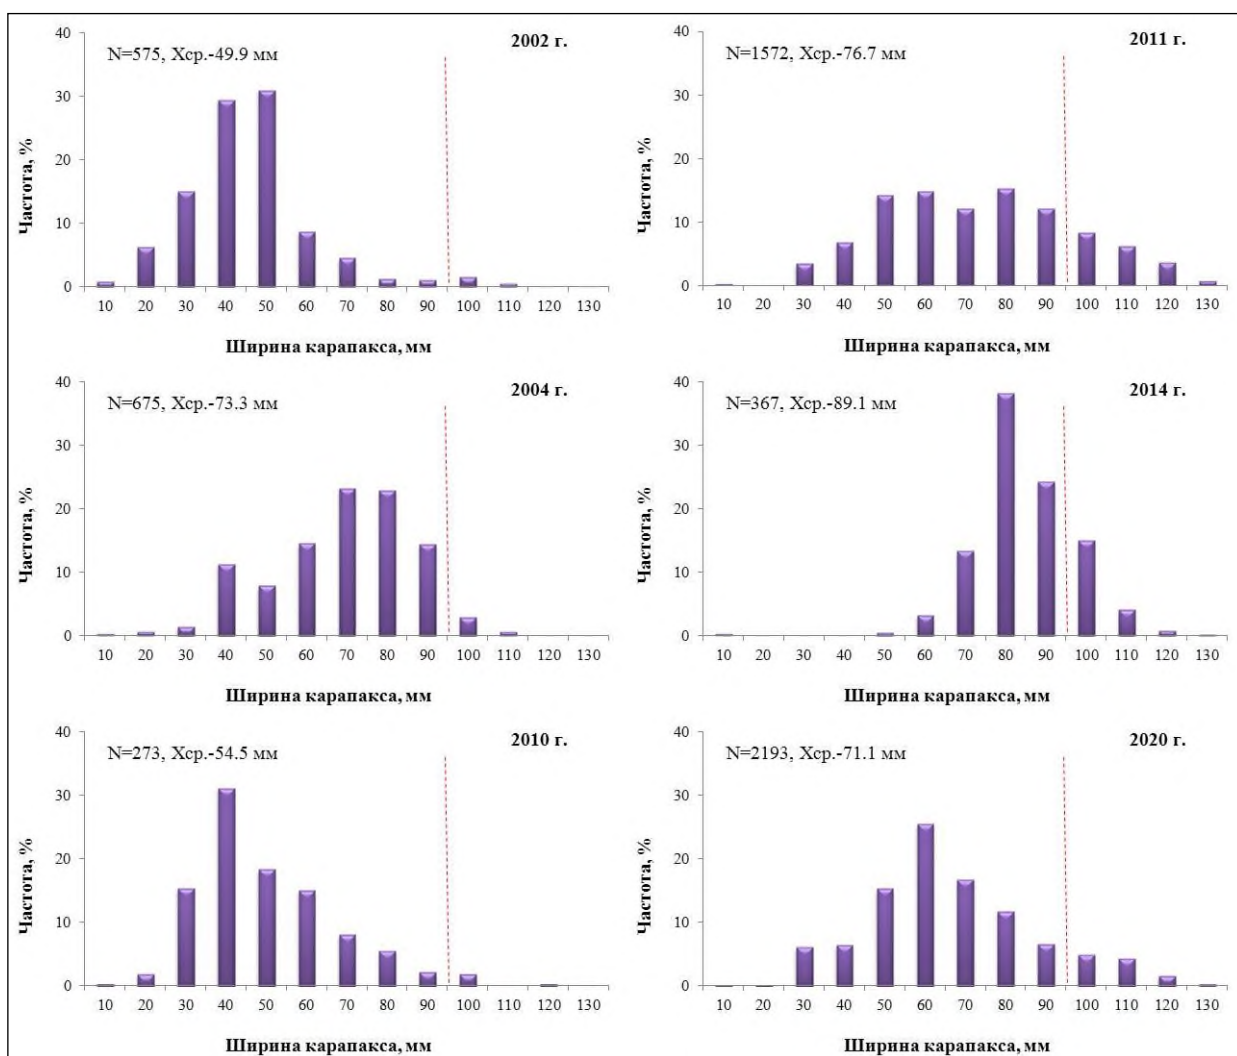 2002 г.
N=575, Хср.-49.9 мм
Частота, %
40
30
20
10
0
10 20 30 40 50 60 70 80 90 100 110 120 130
Ширина карапакса, мм
2011 г.
N=1572, Хср.-76.7 мм
Частота, %
40
30
20
10
0
10 20 30 40 50 60 70 80 90 100 110 120 130
Ширина карапакса, мм
2004 г.
N=675, Хср.-73.3 мм
Частота, %
40
30
20
10
0
10 20 30 40 50 60 70 80 90 100 110 120 130
Ширина карапакса, мм
2014 г.
N=367, Хср.-89.1 мм
Частота, %
40
30
20
10
0
10 20 30 40 50 60 70 80 90 100 110 120 130
Ширина карапакса, мм
2010 г.
N=273, Хср.-54.5 мм
Частота, %
40
30
20
10
0
10 20 30 40 50 60 70 80 90 100 110 120 130
Ширина карапакса, мм
2020 г.
N=2193, Хср.-71.1 мм
Частота, %
40
30
20
10
0
10 20 30 40 50 60 70 80 90 100 110 120 130
Ширина карапакса, мм